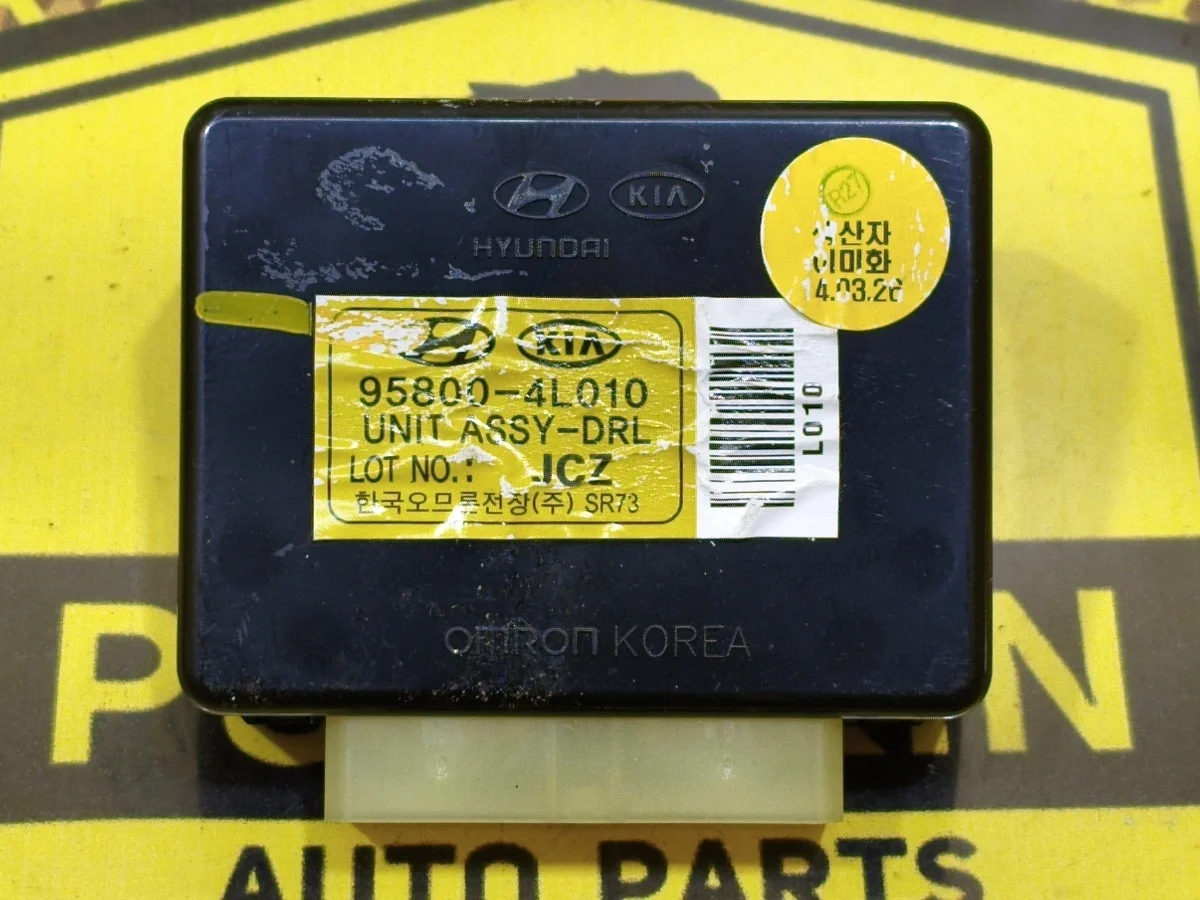 HYUNDAI
KIA
R27
생산자
이미화
14.03.26
KIA
95800-4L010
UNIT ASSY-DRL
LOT NO.: JCZ
한국오므론전장(주) SR73
L010
OMRON KOREA
AUTO PARTS